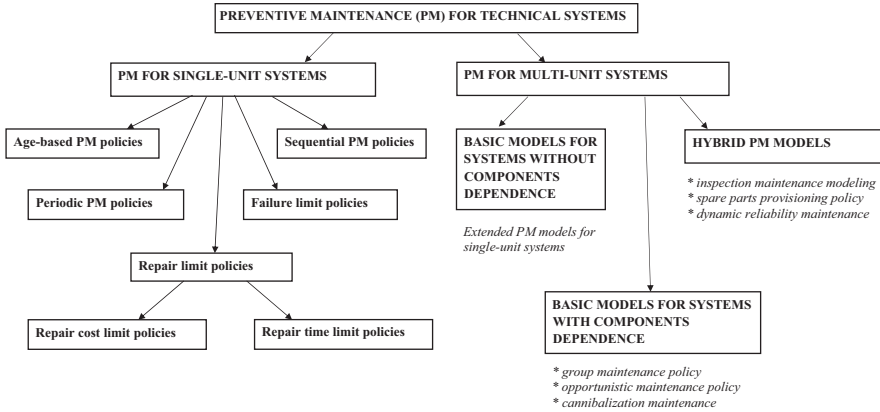 PREVENTIVE MAINTENANCE (PM) FOR TECHNICAL SYSTEMS
PM FOR SINGLE-UNIT SYSTEMS
PM FOR MULTI-UNIT SYSTEMS
Age-based PM policies
Sequential PM policies
Periodic PM policies
Failure limit policies
Repair limit policies
Repair cost limit policies
Repair time limit policies
BASIC MODELS FOR
SYSTEMS WITHOUT
COMPONENTS
DEPENDENCE
Extended PM models for
single-unit systems
HYBRID PM MODELS
* inspection maintenance modeling
* spare parts provisioning policy
* dynamic reliability maintenance
BASIC MODELS FOR SYSTEMS
WITH COMPONENTS
DEPENDENCE
* group maintenance policy
* opportunistic maintenance policy
* cannibalization maintenance